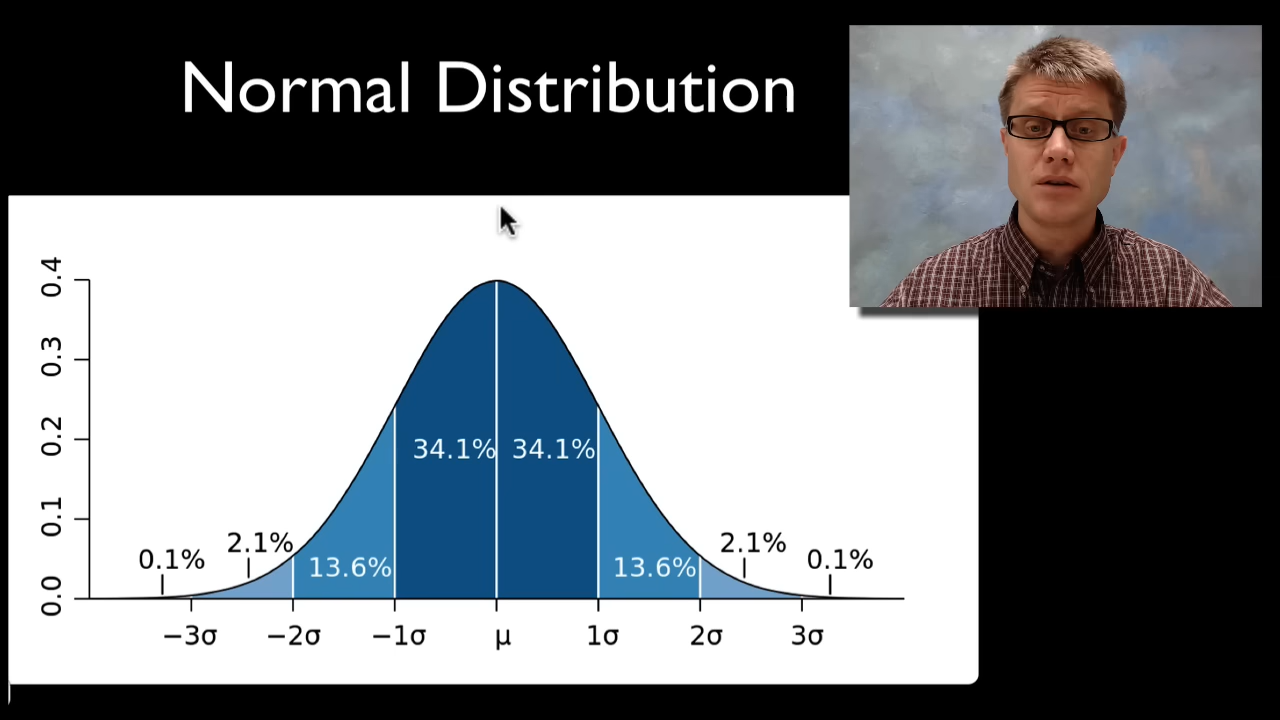 Normal Distribution
0.4
0.3
0.2
0.1
0.0
34.1% 34.1%
0.1% 2.1% 13.6% 13.6% 2.1% 0.1%
−3σ −2σ −1σ μ 1σ 2σ 3σ